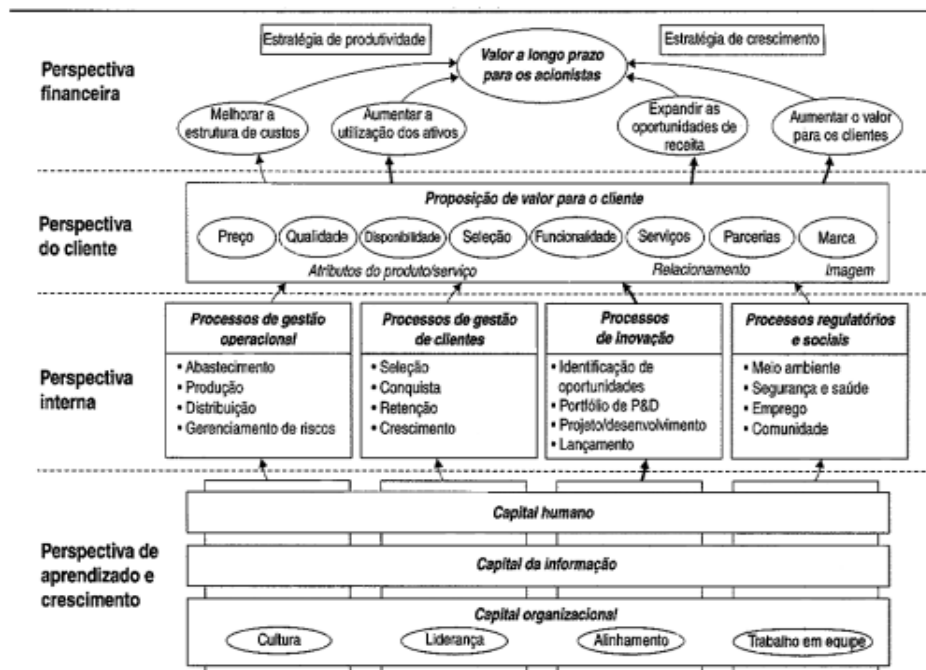 Estratégia de produtividade
Estratégia de crescimento
Valor a longo prazo
para os acionistas
Perspectiva
financeira
Melhorar a
estrutura de custos
Aumentar a
utilização dos ativos
Expandir as
oportunidades de
receita
Aumentar o valor
para os clientes
Perspectiva
do cliente
Proposição de valor para o cliente
Preço
Qualidade
Disponibilidade
Seleção
Funcionalidade
Serviços
Parcerias
Marca
Atributos do produto/serviço
Relacionamento
Imagem
Perspectiva
interna
Processos de gestão
operacional
• Abastecimento
• Produção
• Distribuição
• Gerenciamento de riscos
Processos de gestão
de clientes
• Seleção
• Conquista
• Retenção
• Crescimento
Processos
de inovação
• Identificação de
oportunidades
• Portfólio de P&D
• Projeto/desenvolvimento
• Lançamento
Processos regulatórios
e sociais
• Meio ambiente
• Segurança e saúde
• Emprego
• Comunidade
Perspectiva de
aprendizado e
crescimento
Capital humano
Capital da informação
Capital organizacional
Cultura
Liderança
Alinhamento
Trabalho em equipe